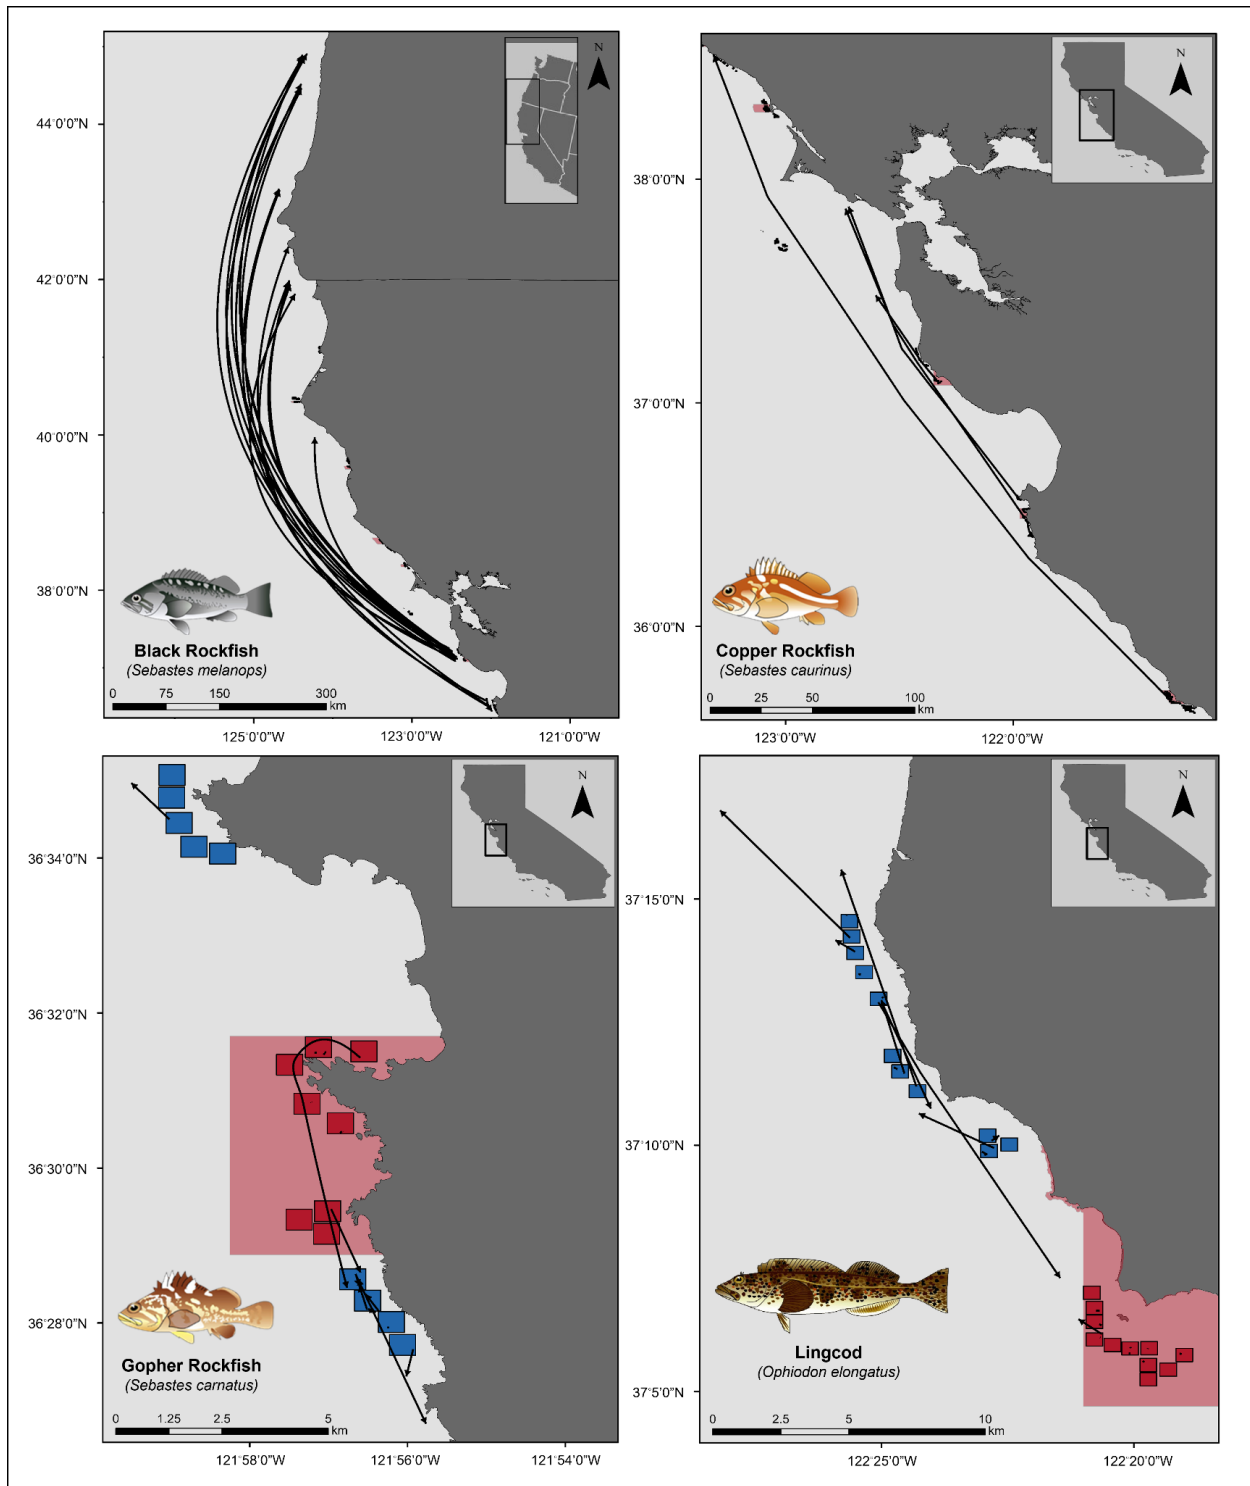 N
44°0'0"N
42°0'0"N
40°0'0"N
38°0'0"N
Black Rockfish
(Sebastes melanops)
0 75 150 300
km
125°0'0"W 123°0'0"W 121°0'0"W
N
38°0'0"N
37°0'0"N
36°0'0"N
Copper Rockfish
(Sebastes caurinus)
0 25 50 100
km
123°0'0"W 122°0'0"W
N
36°34'0"N
36°32'0"N
36°30'0"N
36°28'0"N
Gopher Rockfish
(Sebastes carnatus)
0 1.25 2.5 5
km
121°58'0"W 121°56'0"W 121°54'0"W
N
37°15'0"N
37°10'0"N
37°5'0"N
Lingcod
(Ophiodon elongatus)
0 2.5 5 10
km
122°25'0"W 122°20'0"W